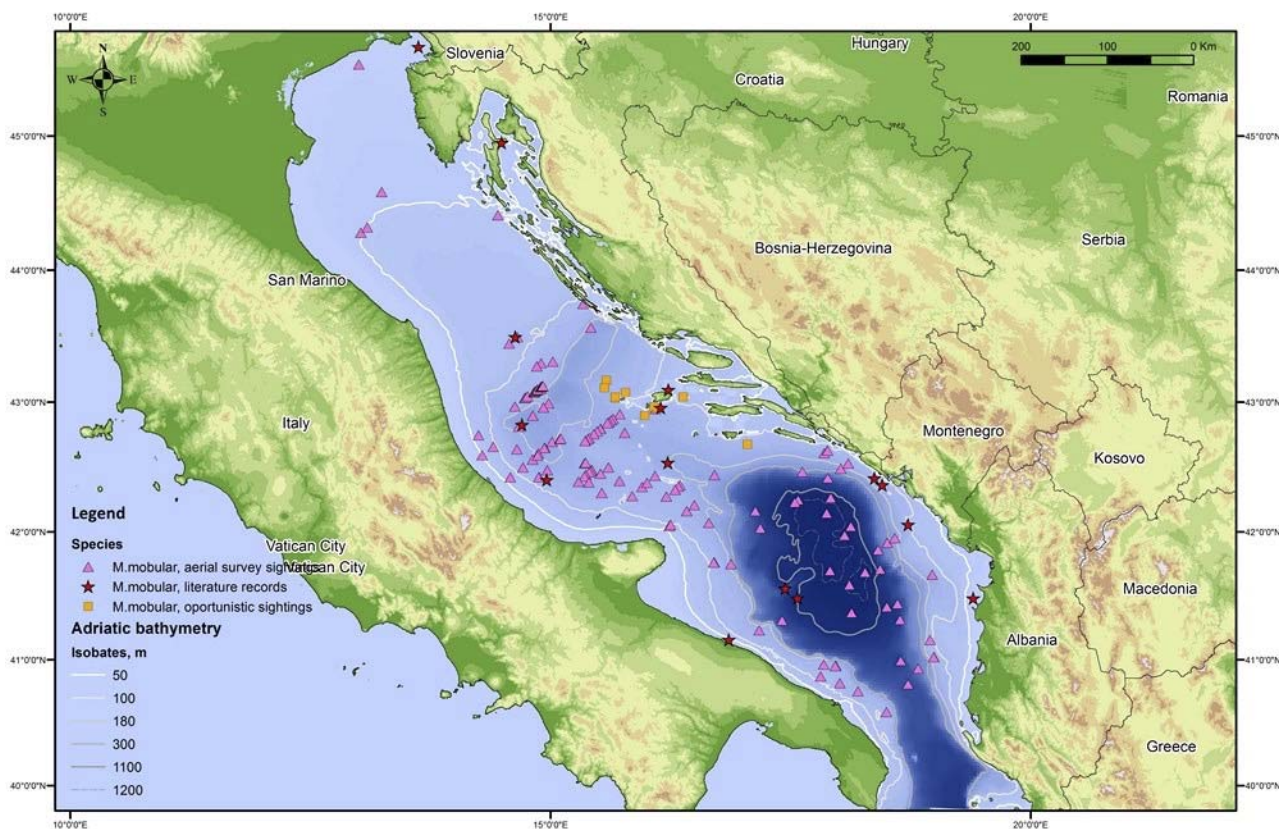 10°0'0"E 15°0'0"E 20°0'0"E
Hungary
Slovenia
N
W E
S
200 100 0 Km
Croatia
Romania
45°0'0"N 45°0'0"N
Bosnia-Herzegovina
Serbia
44°0'0"N 44°0'0"N
San Marino
43°0'0"N 43°0'0"N
Italy
Montenegro
Kosovo
Legend
42°0'0"N 42°0'0"N
Species
Vatican City
Vatican City
M.mobular, aerial survey sightings
M.mobular, literature records
Macedonia
M.mobular, oportunistic sightings
Adriatic bathymetry
Albania
41°0'0"N 41°0'0"N
Isobates, m
50
100
180
300
Greece
1100
40°0'0"N 40°0'0"N
1200
10°0'0"E 15°0'0"E 20°0'0"E